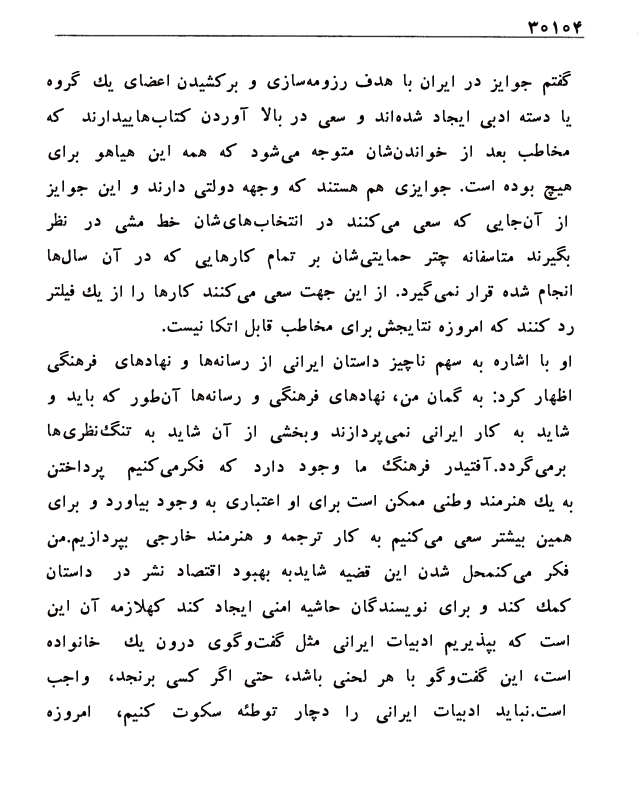 ۳۰۱۰۴
گفتم جوایز در ایران با هدف رزومه‌سازی و برکشیدن اعضای یك گروه
یا دسته ادبی ایجاد شده‌اند و سعی در بالا آوردن کتاب‌هاییدارند که
مخاطب بعد از خواندن‌شان متوجه می‌شود که همه این هیاهو برای
هیچ بوده است. جوایزی هم هستند که وجهه دولتی دارند و این جوایز
از آن‌جایی که سعی می‌کنند در انتخاب‌های‌شان خط مشی در نظر
بگیرند متاسفانه چتر حمایتی‌شان بر تمام کارهایی که در آن سال‌ها
انجام شده قرار نمی‌گیرد. از این جهت سعی می‌کنند کارها را از یك فیلتر
رد کنند که امروزه نتایجش برای مخاطب قابل اتکا نیست.
او با اشاره به سهم ناچیز داستان ایرانی از رسانه‌ها و نهادهای فرهنگی
اظهار کرد: به گمان من، نهادهای فرهنگی و رسانه‌ها آن‌طور که باید و
شاید به کار ایرانی نمی‌پردازند وبخشی از آن شاید به تنگ‌نظری‌ها
برمی‌گردد.آفتیدر فرهنگ ما وجود دارد که فکرمی‌کنیم پرداختن
به یك هنرمند وطنی ممکن است برای او اعتباری به وجود بیاورد و برای
همین بیشتر سعی می‌کنیم به کار ترجمه و هنرمند خارجی بپردازیم.من
فکر می‌کنمحل شدن این قضیه شایدبه بهبود اقتصاد نشر در داستان
کمك کند و برای نویسندگان حاشیه امنی ایجاد کند کهلازمه آن این
است که بپذیریم ادبیات ایرانی مثل گفت‌وگوی درون یك خانواده
است، این گفت‌وگو با هر لحنی باشد، حتی اگر کسی برنجد، واجب
است.نباید ادبیات ایرانی را دچار توطئه سکوت کنیم، امروزه